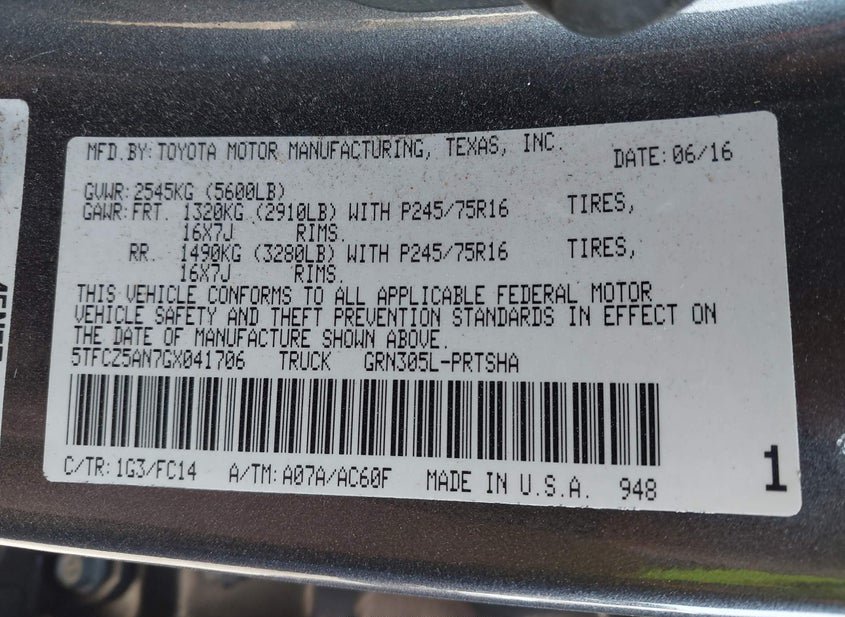 MFD.BY:TOYOTA MOTOR MANUFACTURING, TEXAS, INC. DATE:06/16
GVWR:2545KG (5600LB)
GAWR:FRT. 1320KG (2910LB) WITH P245/75R16 TIRES,
16X7J RIMS.
RR. 1490KG (3280LB) WITH P245/75R16 TIRES,
16X7J RIMS.
THIS VEHICLE CONFORMS TO ALL APPLICABLE FEDERAL MOTOR
VEHICLE SAFETY AND THEFT PREVENTION STANDARDS IN EFFECT ON
THE DATE OF MANUFACTURE SHOWN ABOVE.
5TFCZ5AN7GX041706 TRUCK GRN305L-PRTSHA
C/TR:1G3/FC14 A/TM:A07A/AC60F MADE IN U.S.A. 948 1